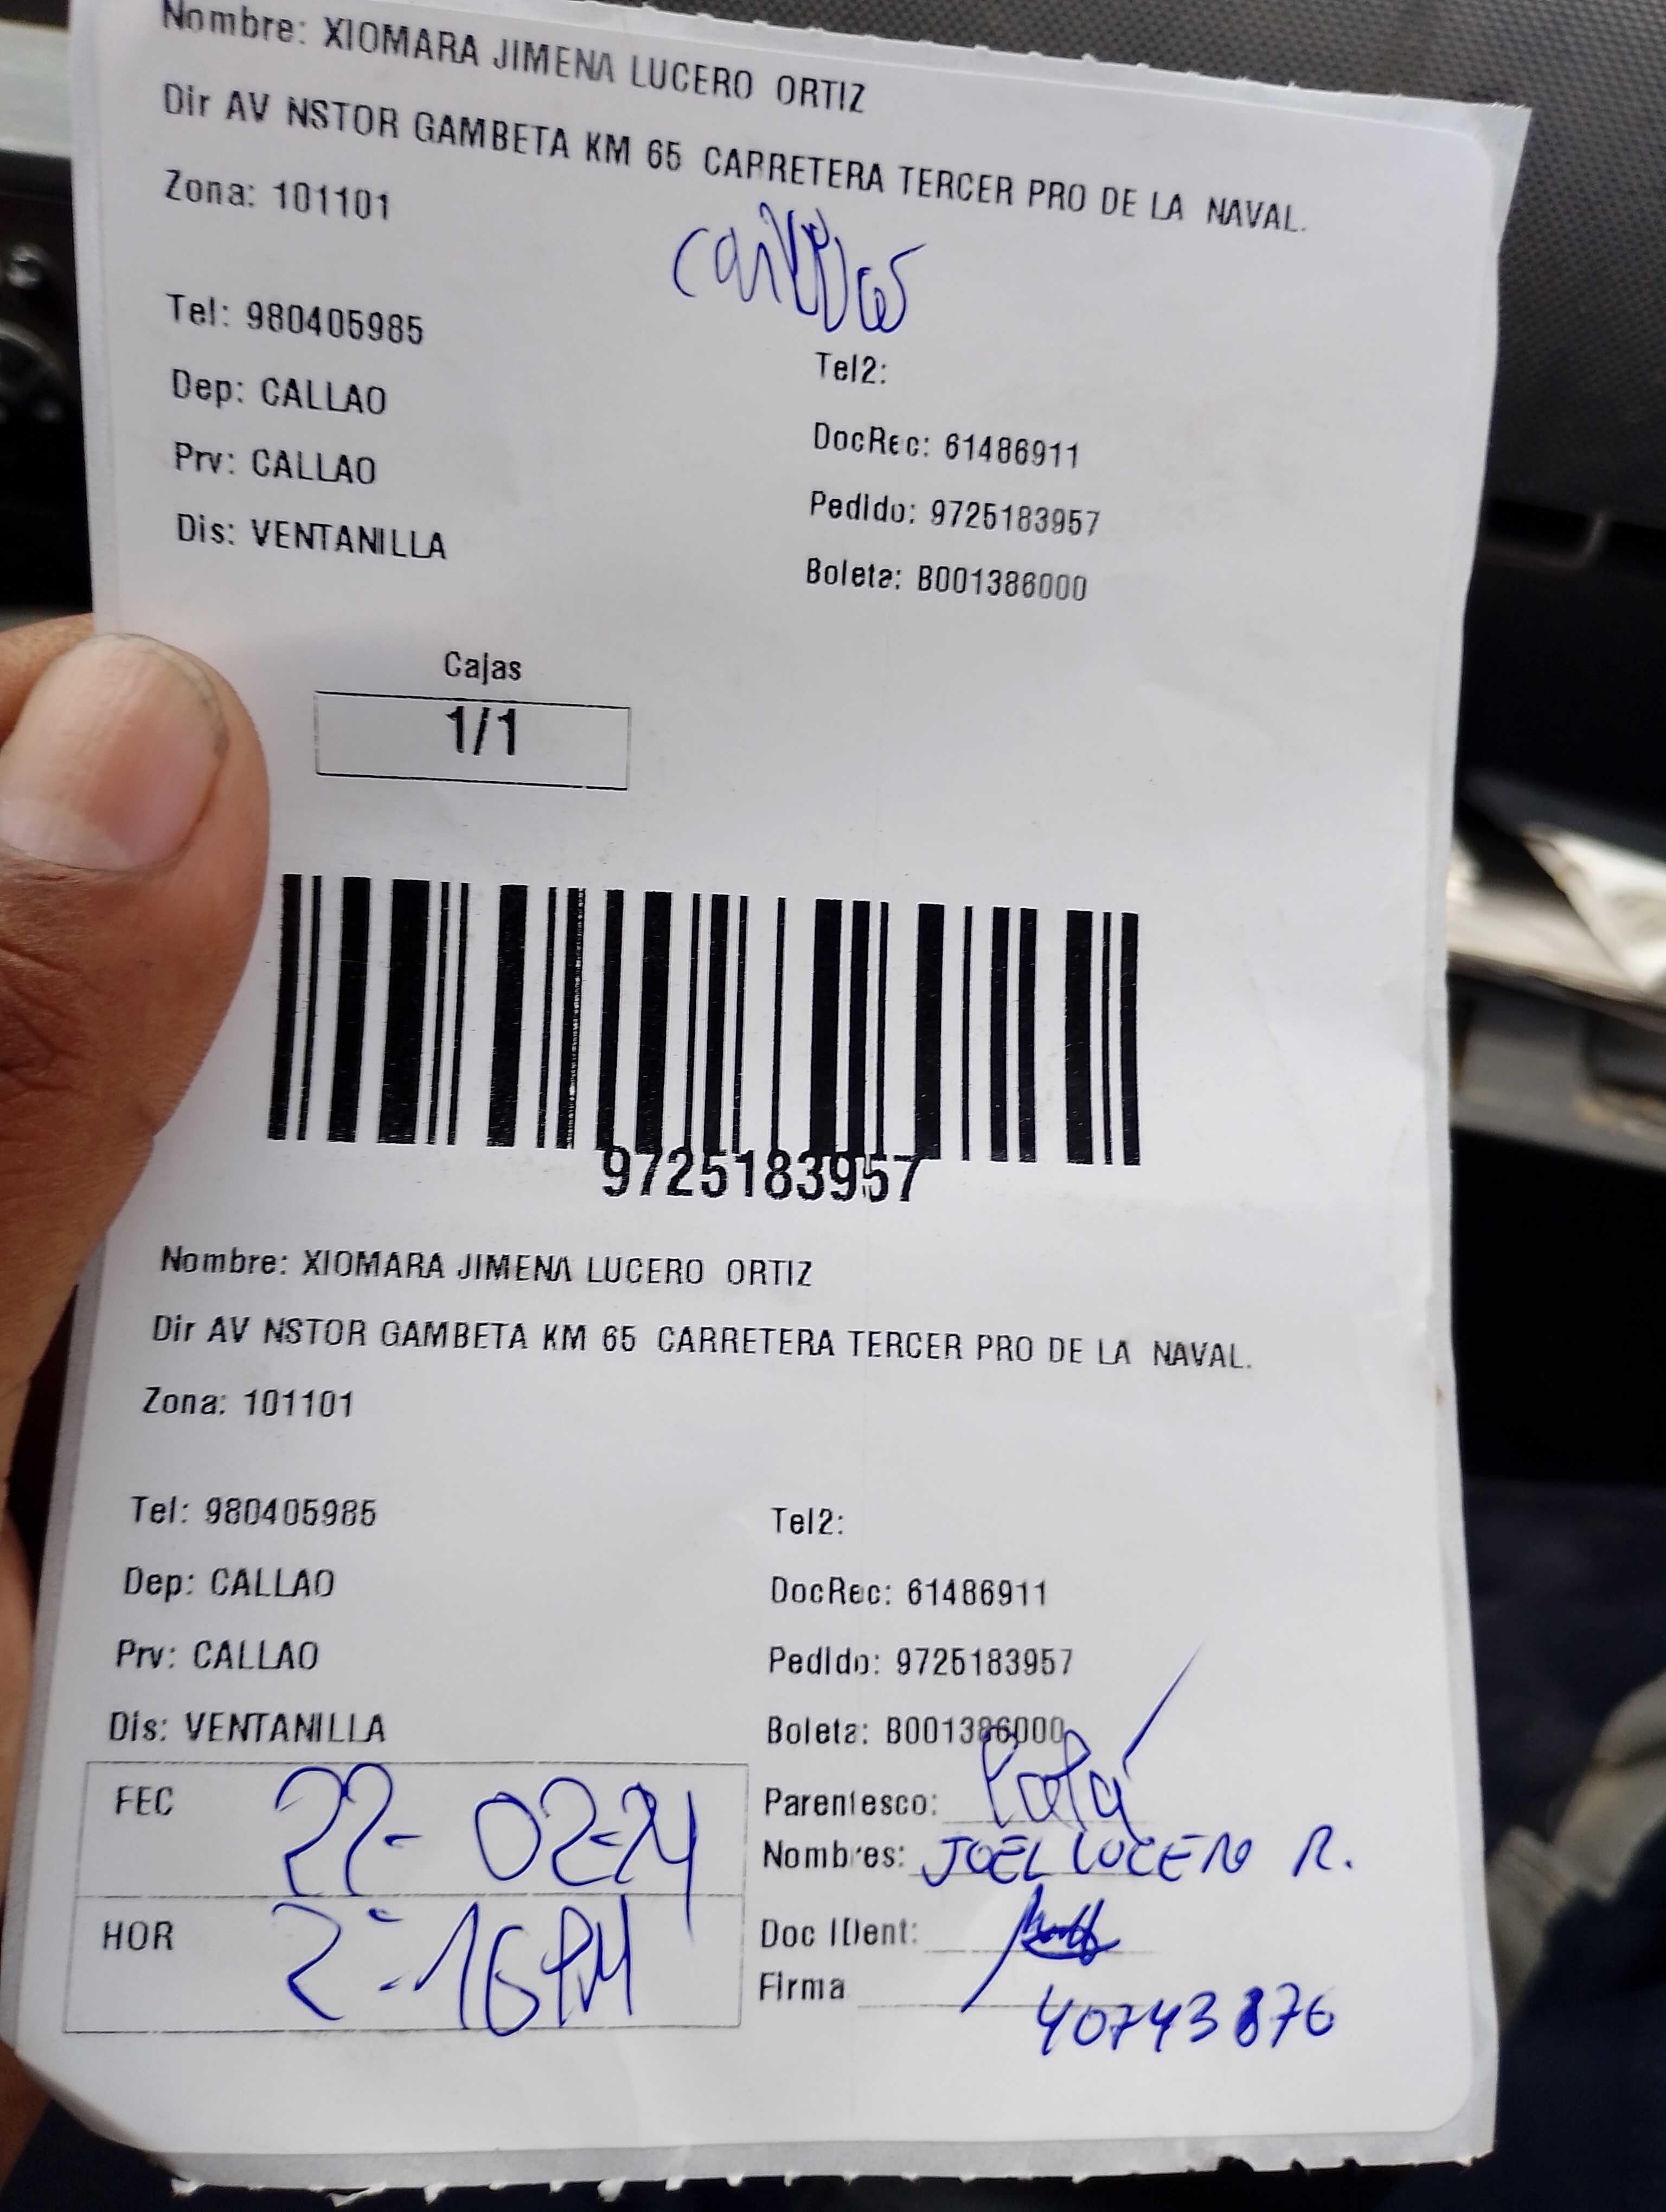 Nombre: XIOMARA JIMENA LUCERO ORTIZ
Dir AV NSTOR GAMBETA KM 65 CARRETERA TERCER PRO DE LA NAVAL.
Zona: 101101
Tel: 980405985
Tel2:
Dep: CALLAO
DocRec: 61486911
Prv: CALLAO
Pedido: 9725183957
Dis: VENTANILLA
Boleta: B001386000
Cajas
1/1
9725183957
Nombre: XIOMARA JIMENA LUCERO ORTIZ
Dir AV NSTOR GAMBETA KM 65 CARRETERA TERCER PRO DE LA NAVAL.
Zona: 101101
Tel: 980405985
Tel2:
Dep: CALLAO
DocRec: 61486911
Prv: CALLAO
Pedido: 9725183957
Dis: VENTANILLA
Boleta: B001386000
FEC 22-02-24
Parentesco: Papá
Nombres: JOEL LUCERO R.
HOR 2:16 PM
Doc IDent:
Firma
40743876